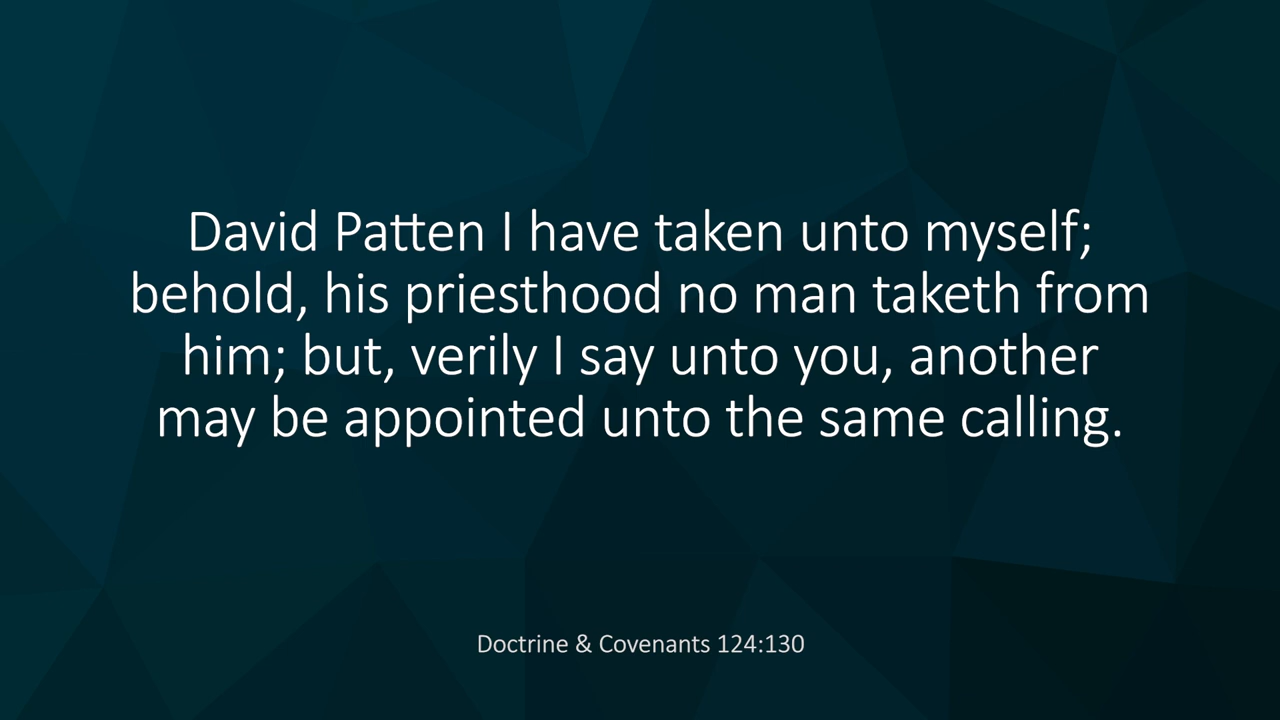 David Patten I have taken unto myself;
behold, his priesthood no man taketh from
him; but, verily I say unto you, another
may be appointed unto the same calling.
Doctrine & Covenants 124:130